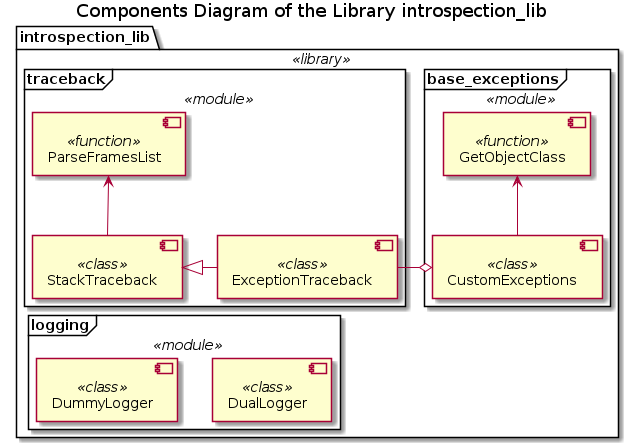 Components Diagram of the Library introspection_lib
introspection_lib
«library»
traceback
«module»
«function»
ParseFramesList
«class»
StackTraceback
«class»
ExceptionTraceback
base_exceptions
«module»
«function»
GetObjectClass
«class»
CustomExceptions
logging
«module»
«class»
DummyLogger
«class»
DualLogger